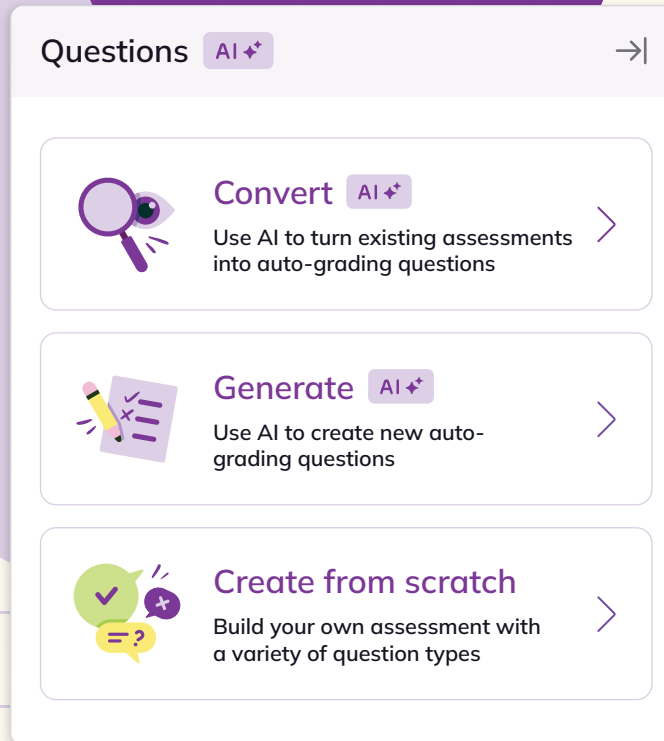 Questions AI
Convert AI
Use AI to turn existing assessments
into auto-grading questions
Generate AI
Use AI to create new auto-
grading questions
Create from scratch
Build your own assessment with
a variety of question types